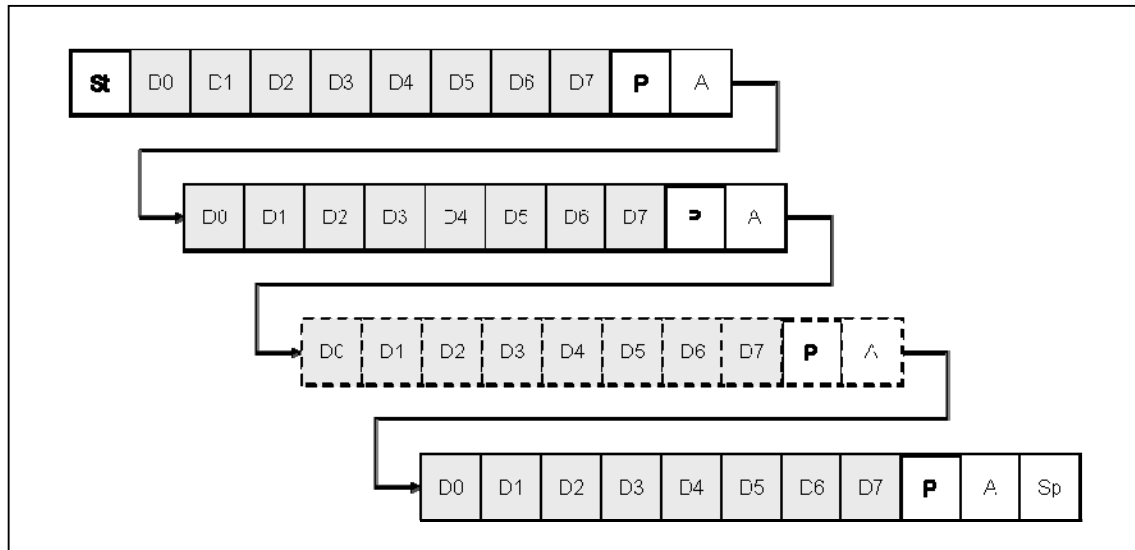 St D0 D1 D2 D3 D4 D5 D6 D7 P A
D0 D1 D2 D3 D4 D5 D6 D7 P A
D0 D1 D2 D3 D4 D5 D6 D7 P A
D0 D1 D2 D3 D4 D5 D6 D7 P A Sp